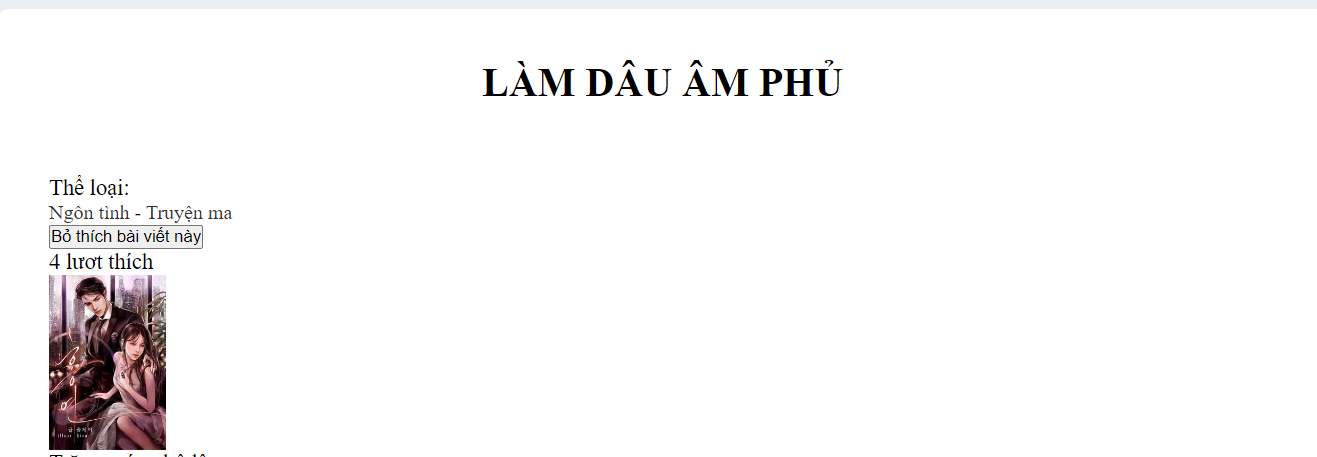 LÀM DÂU ÂM PHỦ
Thể loại:
Ngôn tình - Truyện ma
Bỏ thích bài viết này
4 lượt thích